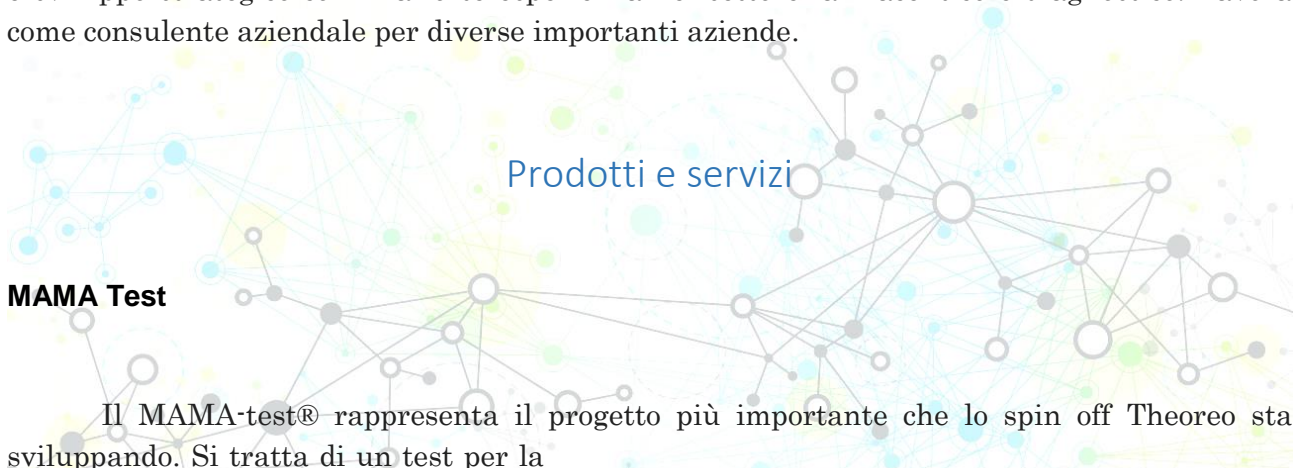 come consulente aziendale per diverse importanti aziende.
Prodotti e servizi
MAMA Test
Il MAMA-test® rappresenta il progetto più importante che lo spin off Theoreo sta
sviluppando. Si tratta di un test per la